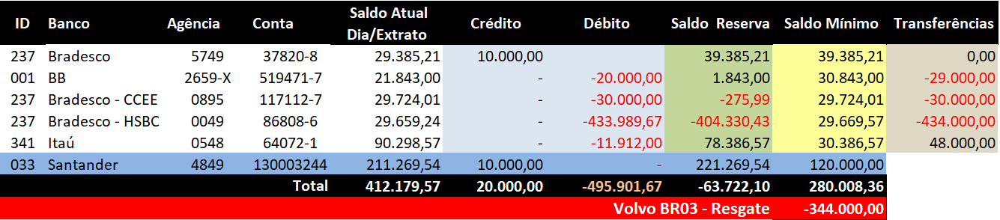 ID Banco Agência Conta Saldo Atual Dia/Extrato Crédito Débito Saldo Reserva Saldo Mínimo Transferências
237 Bradesco 5749 37820-8 29.385,21 10.000,00 39.385,21 39.385,21 0,00
001 BB 2659-X 519471-7 21.843,00 - -20.000,00 1.843,00 30.843,00 -29.000,00
237 Bradesco - CCEE 0895 117112-7 29.724,01 - -30.000,00 -275,99 29.724,01 -30.000,00
237 Bradesco - HSBC 0049 86808-6 29.659,24 - -433.989,67 -404.330,43 29.669,57 -434.000,00
341 Itaú 0548 64072-1 90.298,57 - -11.912,00 78.386,57 30.386,57 48.000,00
033 Santander 4849 130003244 211.269,54 10.000,00 - 221.269,54 120.000,00
Total 412.179,57 20.000,00 -495.901,67 -63.722,10 280.008,36
Volvo BR03 - Resgate -344.000,00